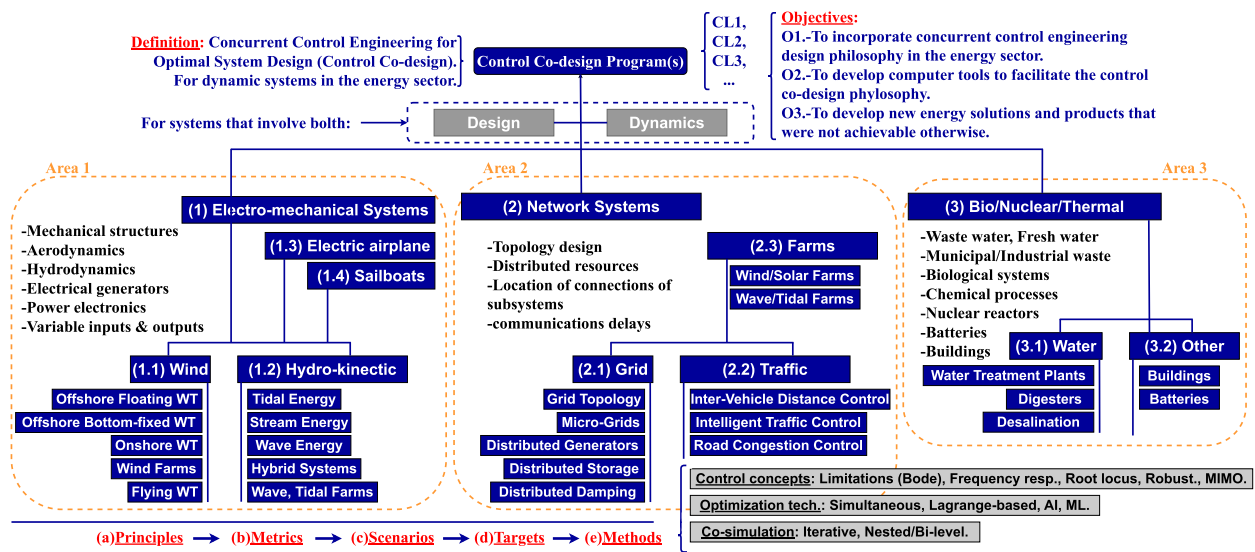 Definition: Concurrent Control Engineering for
Optimal System Design (Control Co-design).
For dynamic systems in the energy sector.
Control Co-design Program(s)
CL1,
CL2,
CL3,
...
Objectives:
O1.-To incorporate concurrent control engineering
design philosophy in the energy sector.
O2.-To develop computer tools to facilitate the control
co-design phylosophy.
O3.-To develop new energy solutions and products that
were not achievable otherwise.
For systems that involve bolth:
Design
Dynamics
Area 1
(1) Electro-mechanical Systems
-Mechanical structures
-Aerodynamics
-Hydrodynamics
-Electrical generators
-Power electronics
-Variable inputs & outputs
(1.3) Electric airplane
(1.4) Sailboats
(1.1) Wind
Offshore Floating WT
Offshore Bottom-fixed WT
Onshore WT
Wind Farms
Flying WT
(1.2) Hydro-kinetic
Tidal Energy
Stream Energy
Wave Energy
Hybrid Systems
Wave, Tidal Farms
Area 2
(2) Network Systems
-Topology design
-Distributed resources
-Location of connections of
subsystems
-communications delays
(2.3) Farms
Wind/Solar Farms
Wave/Tidal Farms
(2.1) Grid
Grid Topology
Micro-Grids
Distributed Generators
Distributed Storage
Distributed Damping
(2.2) Traffic
Inter-Vehicle Distance Control
Intelligent Traffic Control
Road Congestion Control
Area 3
(3) Bio/Nuclear/Thermal
-Waste water, Fresh water
-Municipal/Industrial waste
-Biological systems
-Chemical processes
-Nuclear reactors
-Batteries
-Buildings
(3.1) Water
Water Treatment Plants
Digesters
Desalination
(3.2) Other
Buildings
Batteries
(a)Principles
(b)Metrics
(c)Scenarios
(d)Targets
(e)Methods
Control concepts: Limitations (Bode), Frequency resp., Root locus, Robust., MIMO.
Optimization tech.: Simultaneous, Lagrange-based, AI, ML.
Co-simulation: Iterative, Nested/Bi-level.